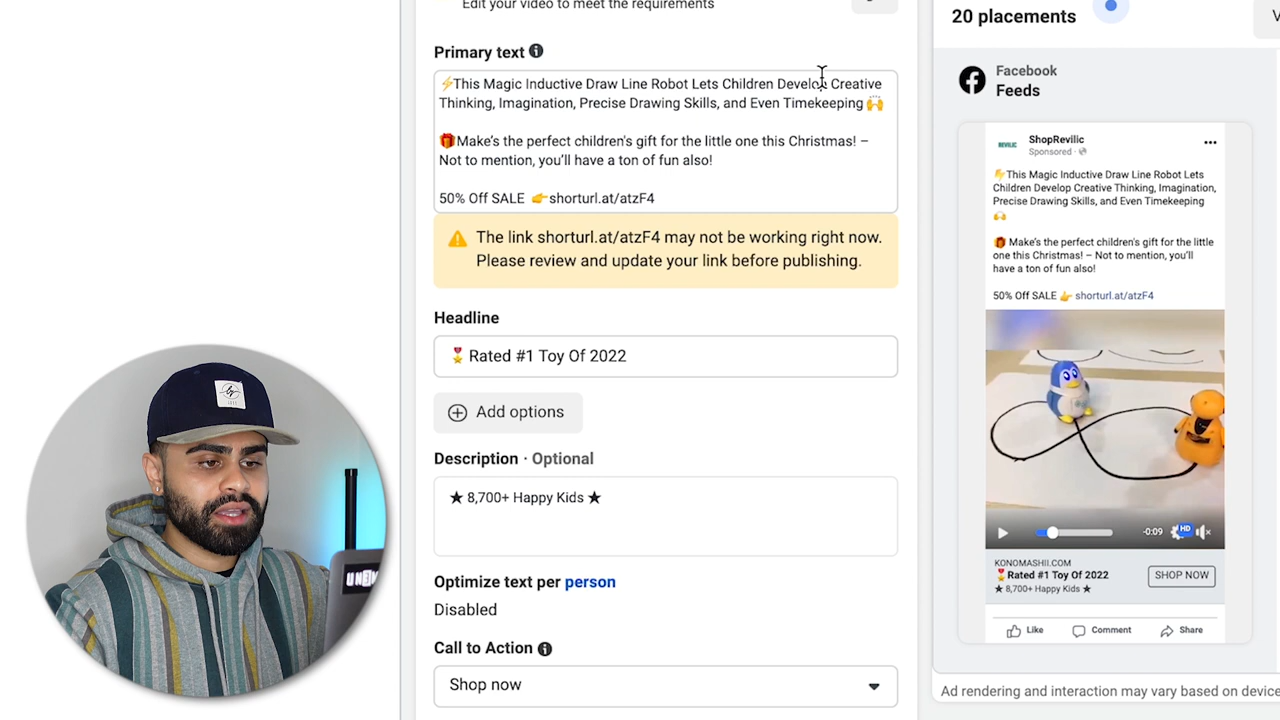 Edit your video to meet the requirements
Primary text
⚡This Magic Inductive Draw Line Robot Lets Children Develop Creative
Thinking, Imagination, Precise Drawing Skills, and Even Timekeeping 🙌
🎁Make's the perfect children's gift for the little one this Christmas! –
Not to mention, you'll have a ton of fun also!
50% Off SALE 👉shorturl.at/atzF4
The link shorturl.at/atzF4 may not be working right now.
Please review and update your link before publishing.
Headline
🎖️Rated #1 Toy Of 2022
Add options
Description · Optional
★ 8,700+ Happy Kids ★
Optimize text per person
Disabled
Call to Action
Shop now
20 placements
Facebook
Feeds
REVILIC
ShopRevilic
Sponsored ·
⚡This Magic Inductive Draw Line Robot Lets
Children Develop Creative Thinking, Imagination,
Precise Drawing Skills, and Even Timekeeping
🙌
🎁 Make's the perfect children's gift for the little
one this Christmas! – Not to mention, you'll
have a ton of fun also!
50% Off SALE 👉 shorturl.at/atzF4
-0:09
HD
KONOMASHII.COM
🎖️Rated #1 Toy Of 2022
★ 8,700+ Happy Kids ★
SHOP NOW
Like
Comment
Share
Ad rendering and interaction may vary based on device